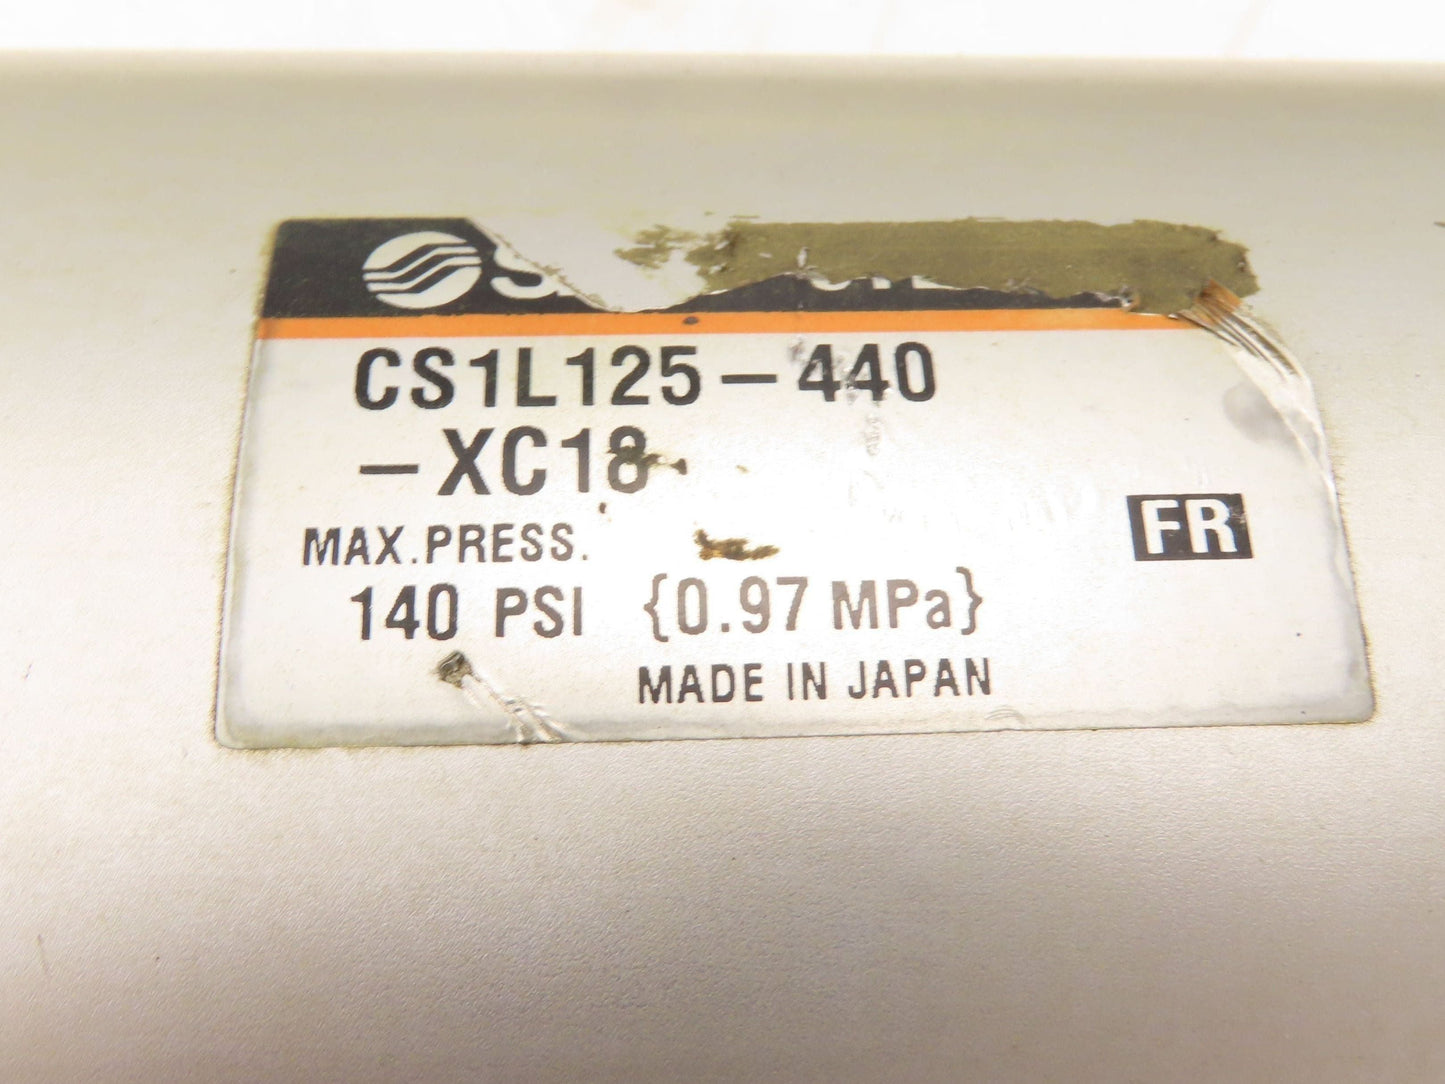 CS1L125-440
-XC18
MAX.PRESS.
FR
140 PSI {0.97 MPa}
MADE IN JAPAN